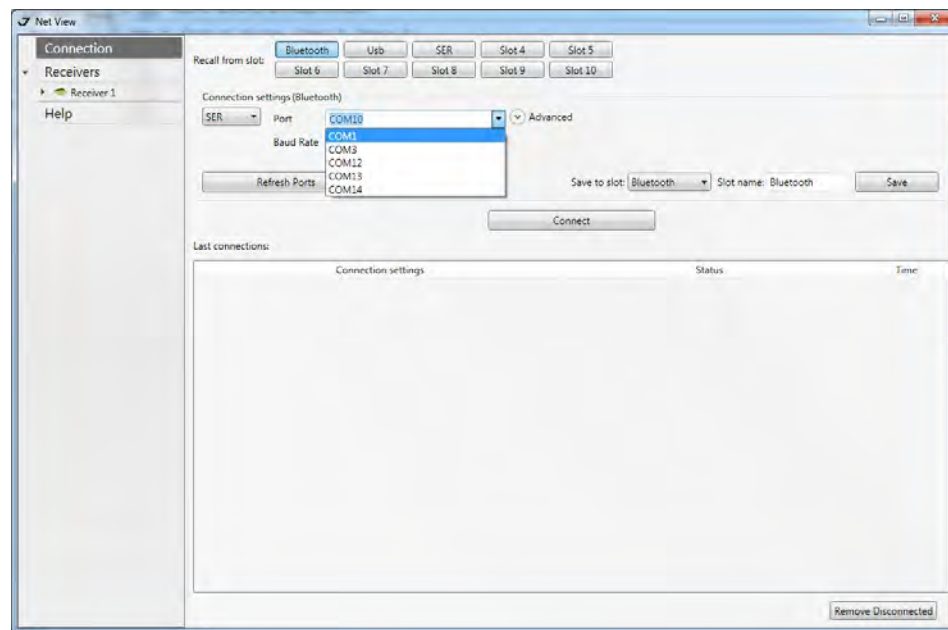 Net View
Connection
Receivers
Receiver 1
Help
Recall from slot: Bluetooth Usb SER Slot 4 Slot 5
Slot 6 Slot 7 Slot 8 Slot 9 Slot 10
Connection settings (Bluetooth)
SER Port COM10 Advanced
Baud Rate COM1
COM3
COM12
COM13
COM14
Refresh Ports Save to slot: Bluetooth Slot name: Bluetooth Save
Connect
Last connections:
Connection settings Status Time
Remove Disconnected